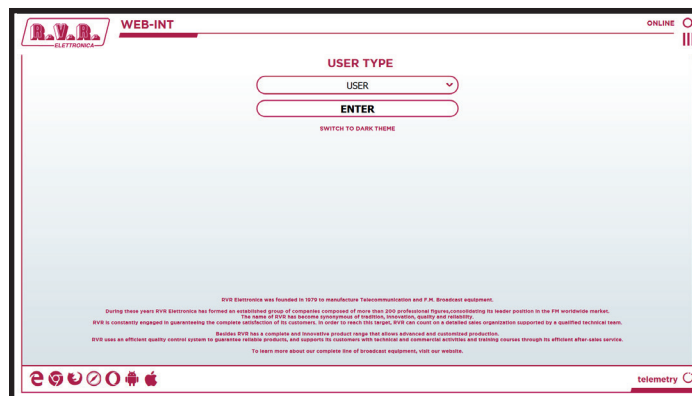 R.V.R.
ELETTRONICA
WEB-INT
ONLINE
USER TYPE
USER
ENTER
SWITCH TO DARK THEME
RVR Elettronica was founded in 1979 to manufacture Telecommunication and F.M. Broadcast equipment.
During these years RVR Elettronica has formed an established group of companies composed of more than 200 professional figures,consolidating its leader position in the FM worldwide market.
The name of RVR has become synonymous of tradition, innovation, quality and reliability.
RVR is constantly engaged in guaranteeing the complete satisfaction of its customers. In order to reach this target, RVR can count on a detailed sales organization supported by a qualified technical team.
Besides RVR has a complete and innovative product range that allows advanced and customized production.
RVR uses an efficient quality control system to guarantee reliable products, and supports its customers with technical and commercial activities and training courses through its efficient after-sales service.
To learn more about our complete line of broadcast equipment, visit our website.
telemetry